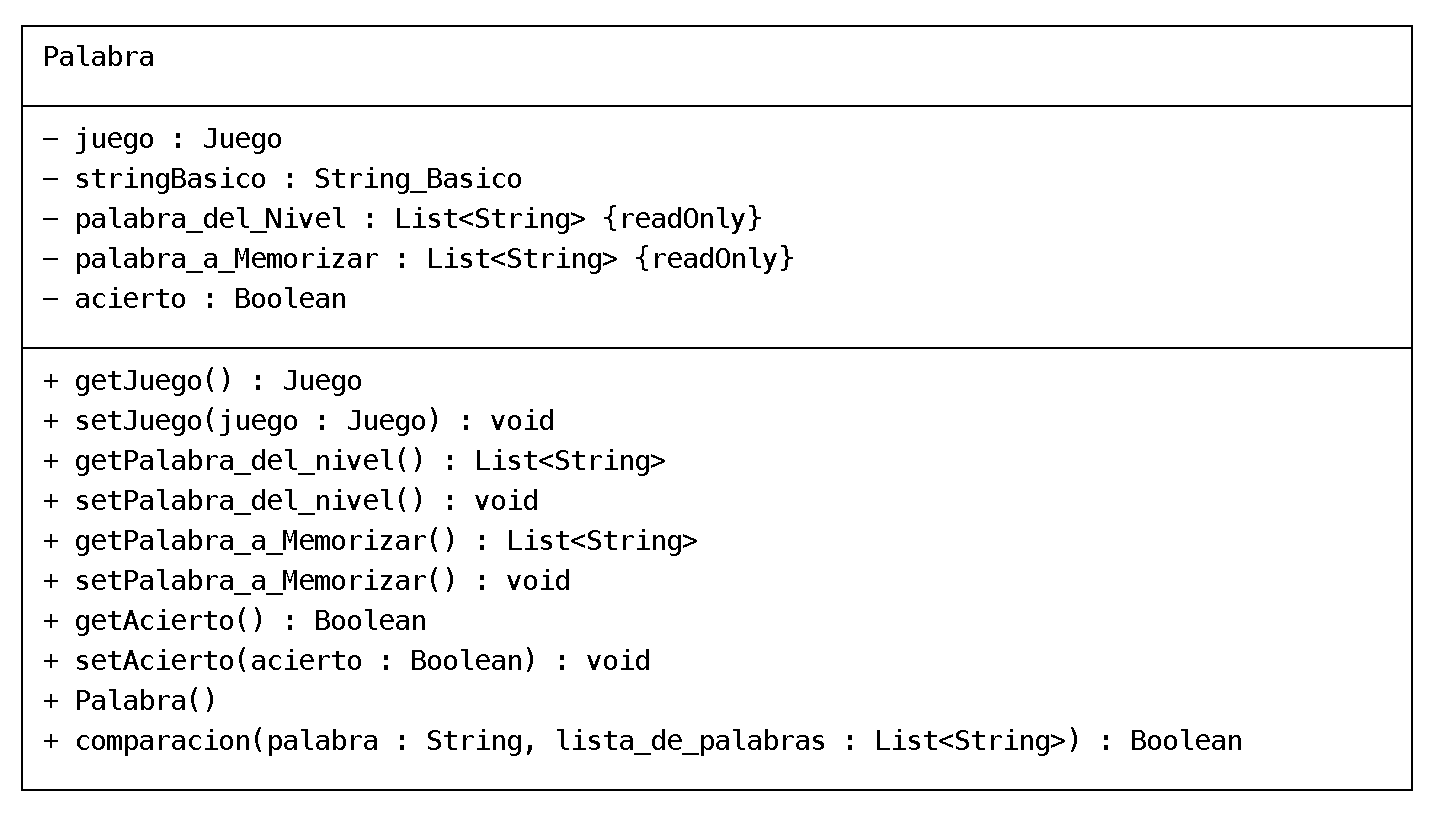 Palabra
− juego : Juego
− stringBasico : String_Basico
− palabra_del_Nivel : List<String> {readOnly}
− palabra_a_Memorizar : List<String> {readOnly}
− acierto : Boolean
+ getJuego() : Juego
+ setJuego(juego : Juego) : void
+ getPalabra_del_nivel() : List<String>
+ setPalabra_del_nivel() : void
+ getPalabra_a_Memorizar() : List<String>
+ setPalabra_a_Memorizar() : void
+ getAcierto() : Boolean
+ setAcierto(acierto : Boolean) : void
+ Palabra()
+ comparacion(palabra : String, lista_de_palabras : List<String>) : Boolean